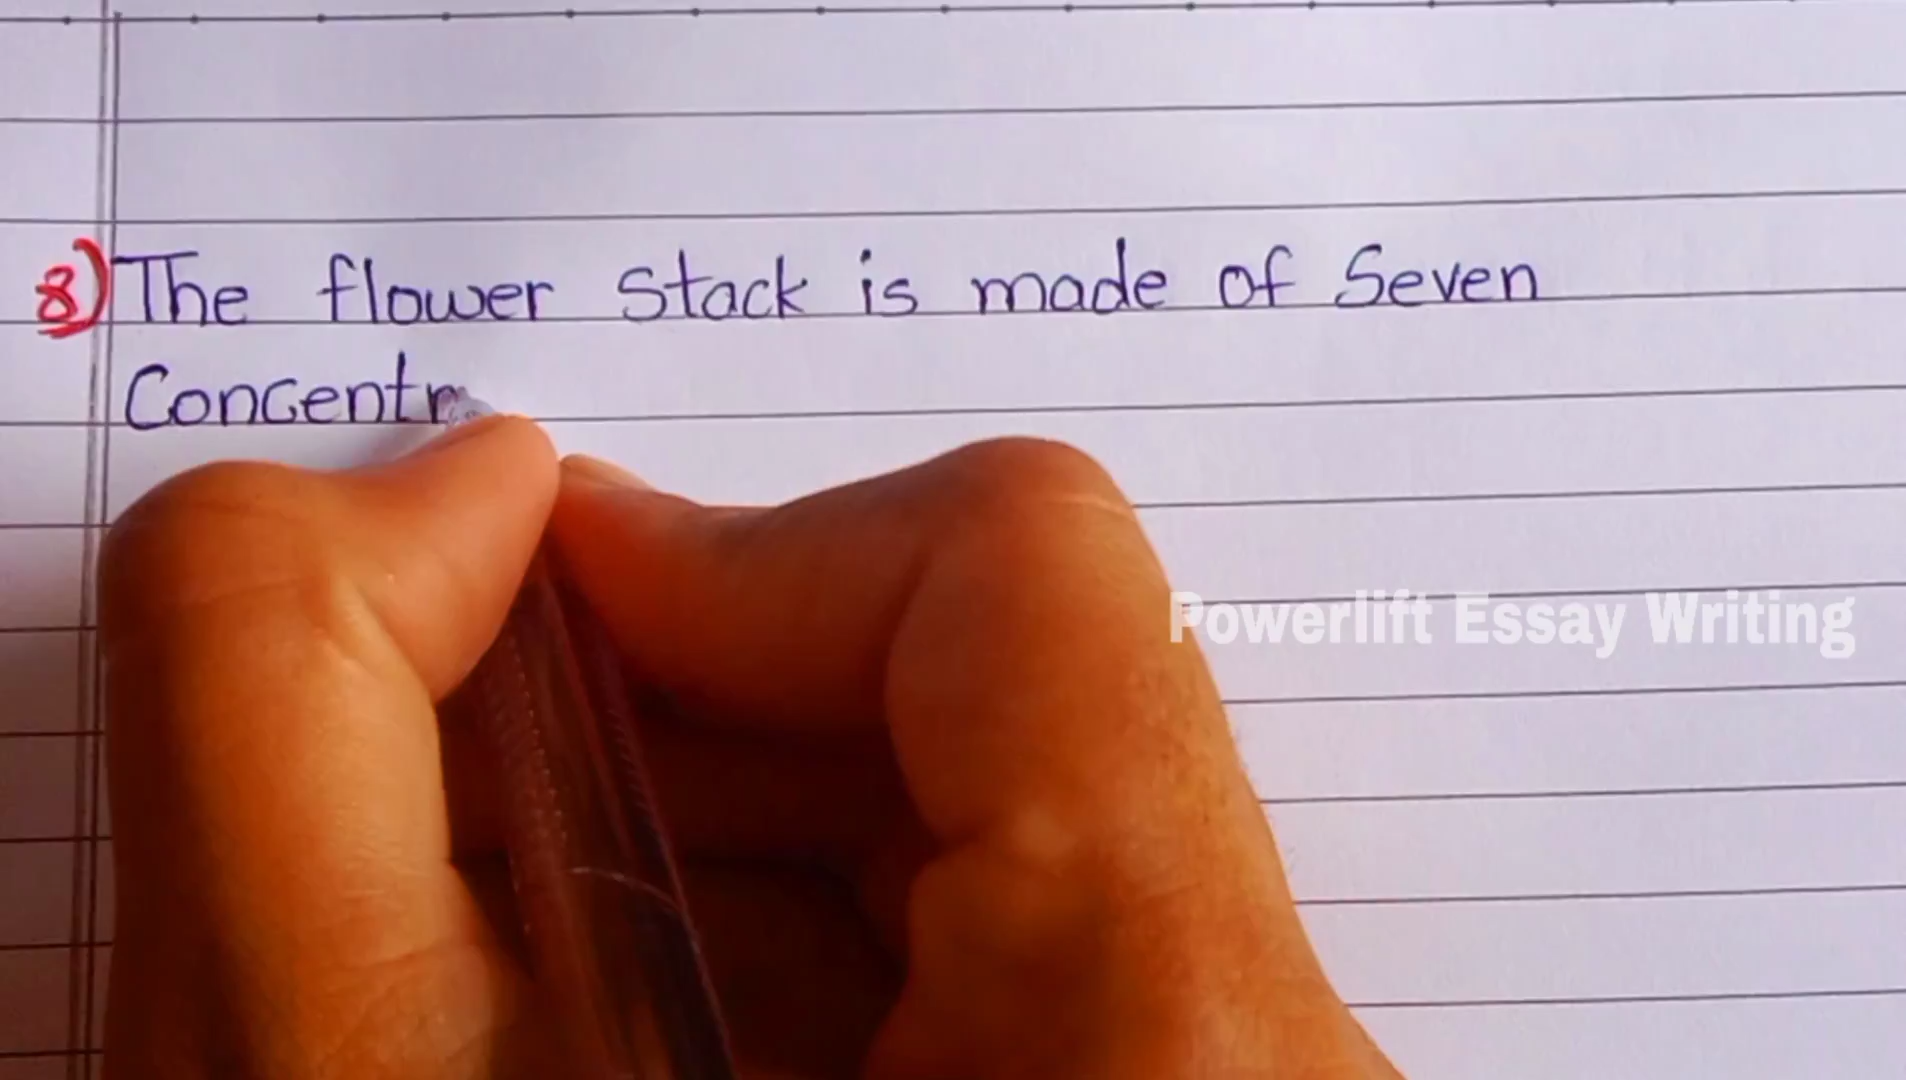 8) The flower Stack is made of Seven
Concentr
Powerlift Essay Writing